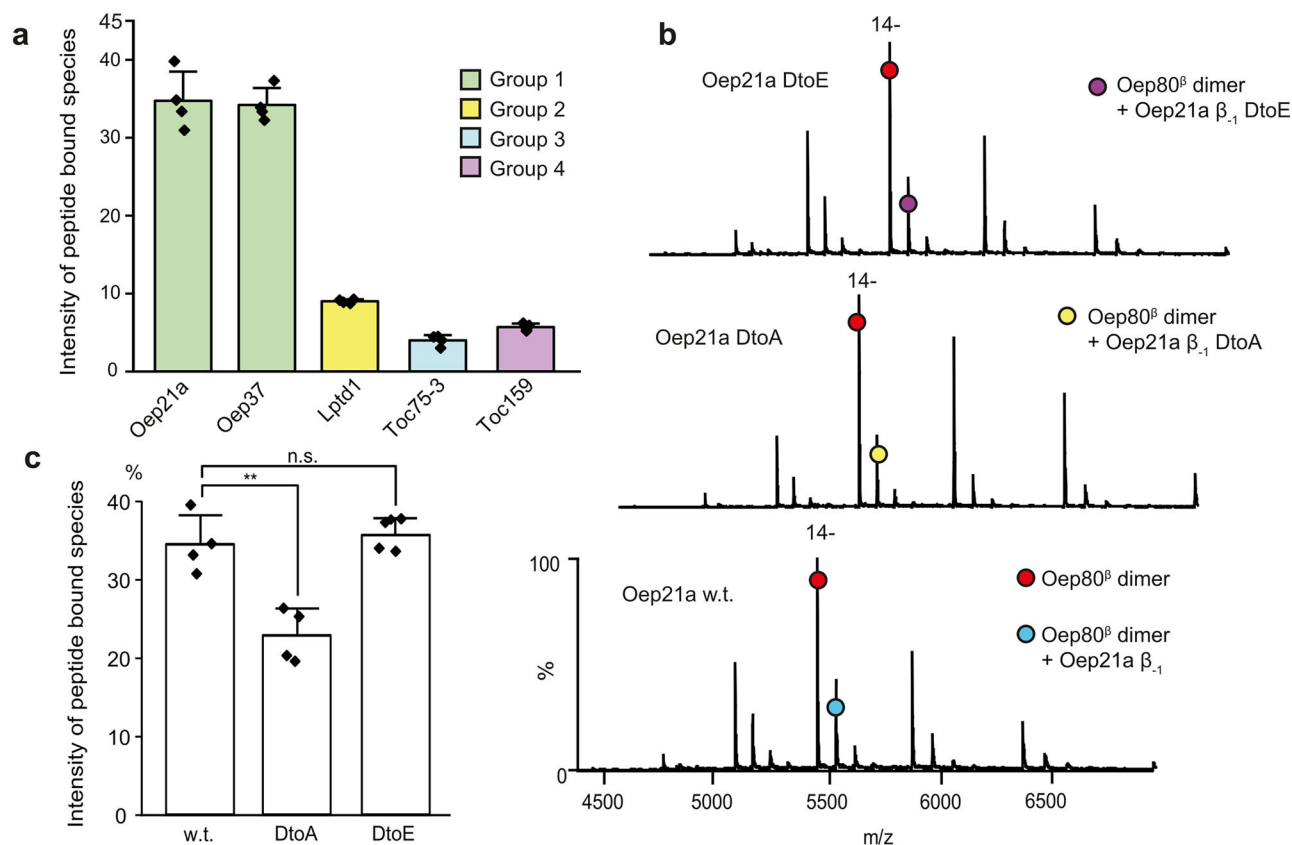 a
Intensity of peptide bound species
45
40
30
20
10
0
Oep21a
Oep37
Lptd1
Toc75-3
Toc159
Group 1
Group 2
Group 3
Group 4
b
14-
Oep21a DtoE
Oep80β dimer
+ Oep21a β-1 DtoE
14-
Oep21a DtoA
Oep80β dimer
+ Oep21a β-1 DtoA
14-
100
%
0
Oep21a w.t.
Oep80β dimer
Oep80β dimer
+ Oep21a β-1
4500
5000
5500
6000
6500
m/z
c
%
Intensity of peptide bound species
n.s.
**
40
30
20
10
0
w.t.
DtoA
DtoE